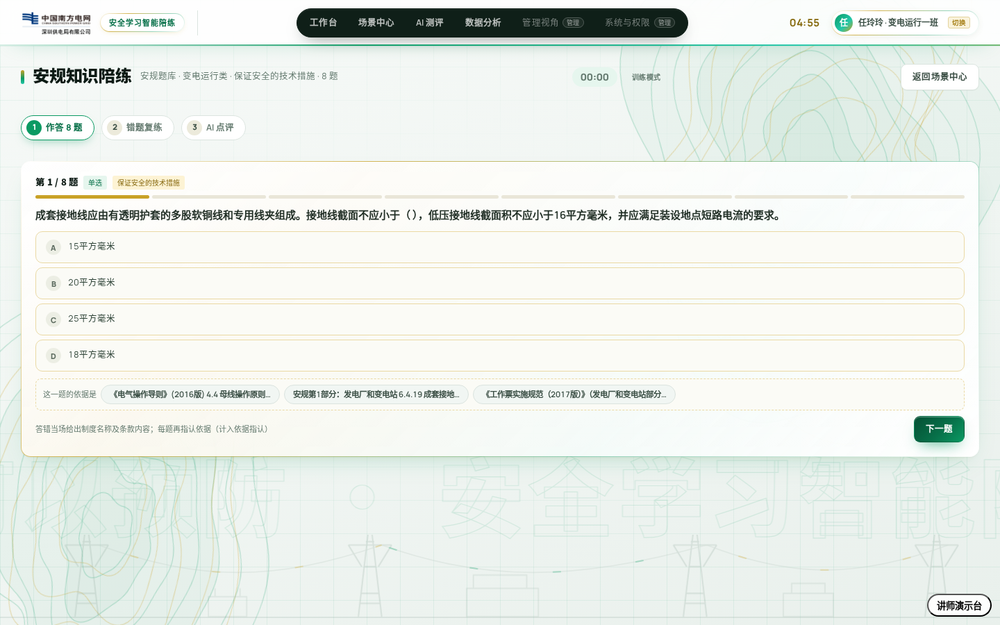 中国南方电网
CHINA SOUTHERN POWER GRID
深圳供电局有限公司
安全学习智能陪练
工作台 场景中心 AI 测评 数据分析 管理视角 管理 系统与权限 管理
04:55
任 任玲玲 · 变电运行一班 切换
安规知识陪练
安规题库 · 变电运行类 · 保证安全的技术措施 · 8 题
00:00 训练模式
返回场景中心
1 作答 8 题
2 错题复练
3 AI 点评
第 1 / 8 题 单选 保证安全的技术措施
成套接地线应由有透明护套的多股软铜线和专用线夹组成。接地线截面不应小于（ ），低压接地线截面积不应小于16平方毫米，并应满足装设地点短路电流的要求。
A 15平方毫米
B 20平方毫米
C 25平方毫米
D 18平方毫米
这一题的依据是 《电气操作导则》(2016版) 4.4 母线操作原则... 安规第1部分：发电厂和变电站 6.4.19 成套接地... 《工作票实施规范（2017版）》（发电厂和变电站部分...
答错当场给出制度名称及条款内容；每题再指认依据（计入依据指认）
下一题
防 · 安全学习智能
讲师演示台